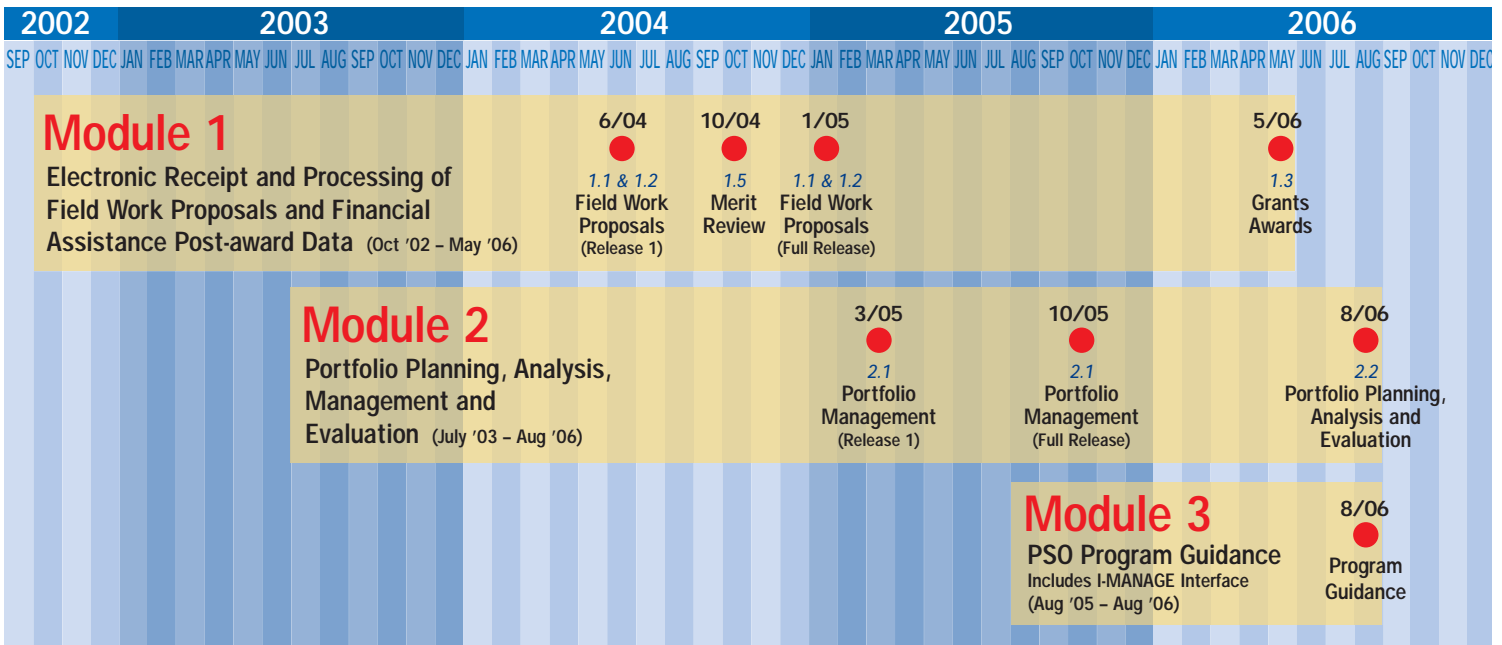 2002 2003 2004 2005 2006
SEP OCT NOV DEC JAN FEB MAR APR MAY JUN JUL AUG SEP OCT NOV DEC JAN FEB MAR APR MAY JUN JUL AUG SEP OCT NOV DEC JAN FEB MAR APR MAY JUN JUL AUG SEP OCT NOV DEC JAN FEB MAR APR MAY JUN JUL AUG SEP OCT NOV DEC
Module 1
Electronic Receipt and Processing of
Field Work Proposals and Financial
Assistance Post-award Data (Oct '02 – May '06)
6/04
1.1 & 1.2
Field Work
Proposals
(Release 1)
10/04
1.5
Merit
Review
1/05
1.1 & 1.2
Field Work
Proposals
(Full Release)
5/06
1.3
Grants
Awards
Module 2
Portfolio Planning, Analysis,
Management and
Evaluation (July '03 – Aug '06)
3/05
2.1
Portfolio
Management
(Release 1)
10/05
2.1
Portfolio
Management
(Full Release)
8/06
2.2
Portfolio Planning,
Analysis and
Evaluation
Module 3
PSO Program Guidance
Includes I-MANAGE Interface
(Aug '05 – Aug '06)
8/06
Program
Guidance